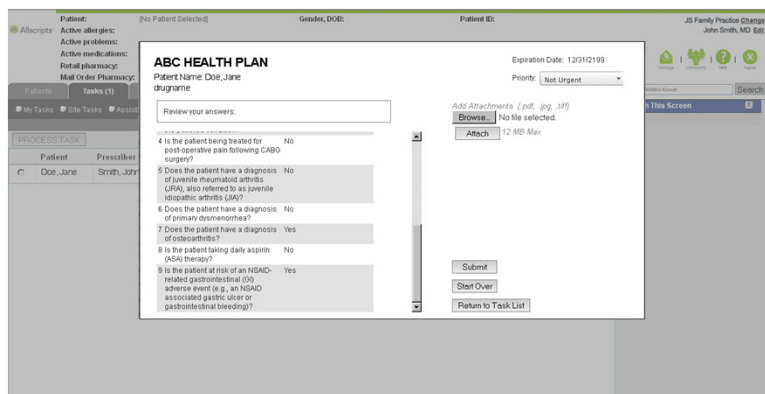 Patient: [No Patient Selected] Gender, DOB: Patient ID: JS Family Practice Change
Allscripts Active allergies: John Smith, MD Edit
Active problems:
Active medications:
Retail pharmacy:
Mail Order Pharmacy:
Patients Tasks (1) Search
My Tasks Site Tasks Assist h This Screen
PROCESS TASK
Patient Prescriber
Doe, Jane Smith, John
ABC HEALTH PLAN
Patient Name: Doe, Jane
drugname
Expiration Date: 12/31/2199
Priority: Not Urgent
Review your answers:
4 Is the patient being treated for No
post-operative pain following CABG
surgery?
5 Does the patient have a diagnosis No
of juvenile rheumatoid arthritis
(JRA), also referred to as juvenile
idiopathic arthritis (JIA)?
6 Does the patient have a diagnosis No
of primary dysmenorrhea?
7 Does the patient have a diagnosis Yes
of osteoarthritis?
8 Is the patient taking daily aspirin No
(ASA) therapy?
9 Is the patient at risk of an NSAID- Yes
related gastrointestinal (GI)
adverse event (e.g., an NSAID
associated gastric ulcer or
gastrointestinal bleeding)?
Add Attachments (.pdf, .jpg, .tiff)
Browse... No file selected.
Attach 12 MB Max
Submit
Start Over
Return to Task List